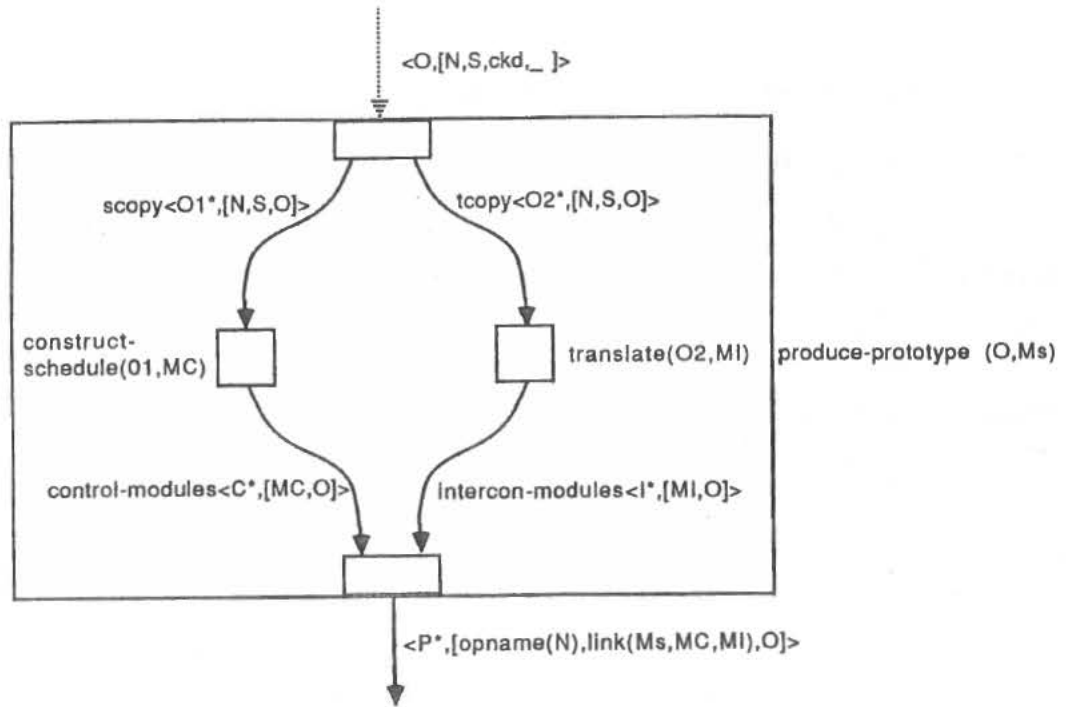 <O,[N,S,ckd,_ ]>
scopy<O1*,[N,S,O]>
tcopy<O2*,[N,S,O]>
construct-
schedule(01,MC)
translate(O2,MI)
produce-prototype (O,Ms)
control-modules<C*,[MC,O]>
intercon-modules<I*,[MI,O]>
<P*,[opname(N),link(Ms,MC,MI),O]>